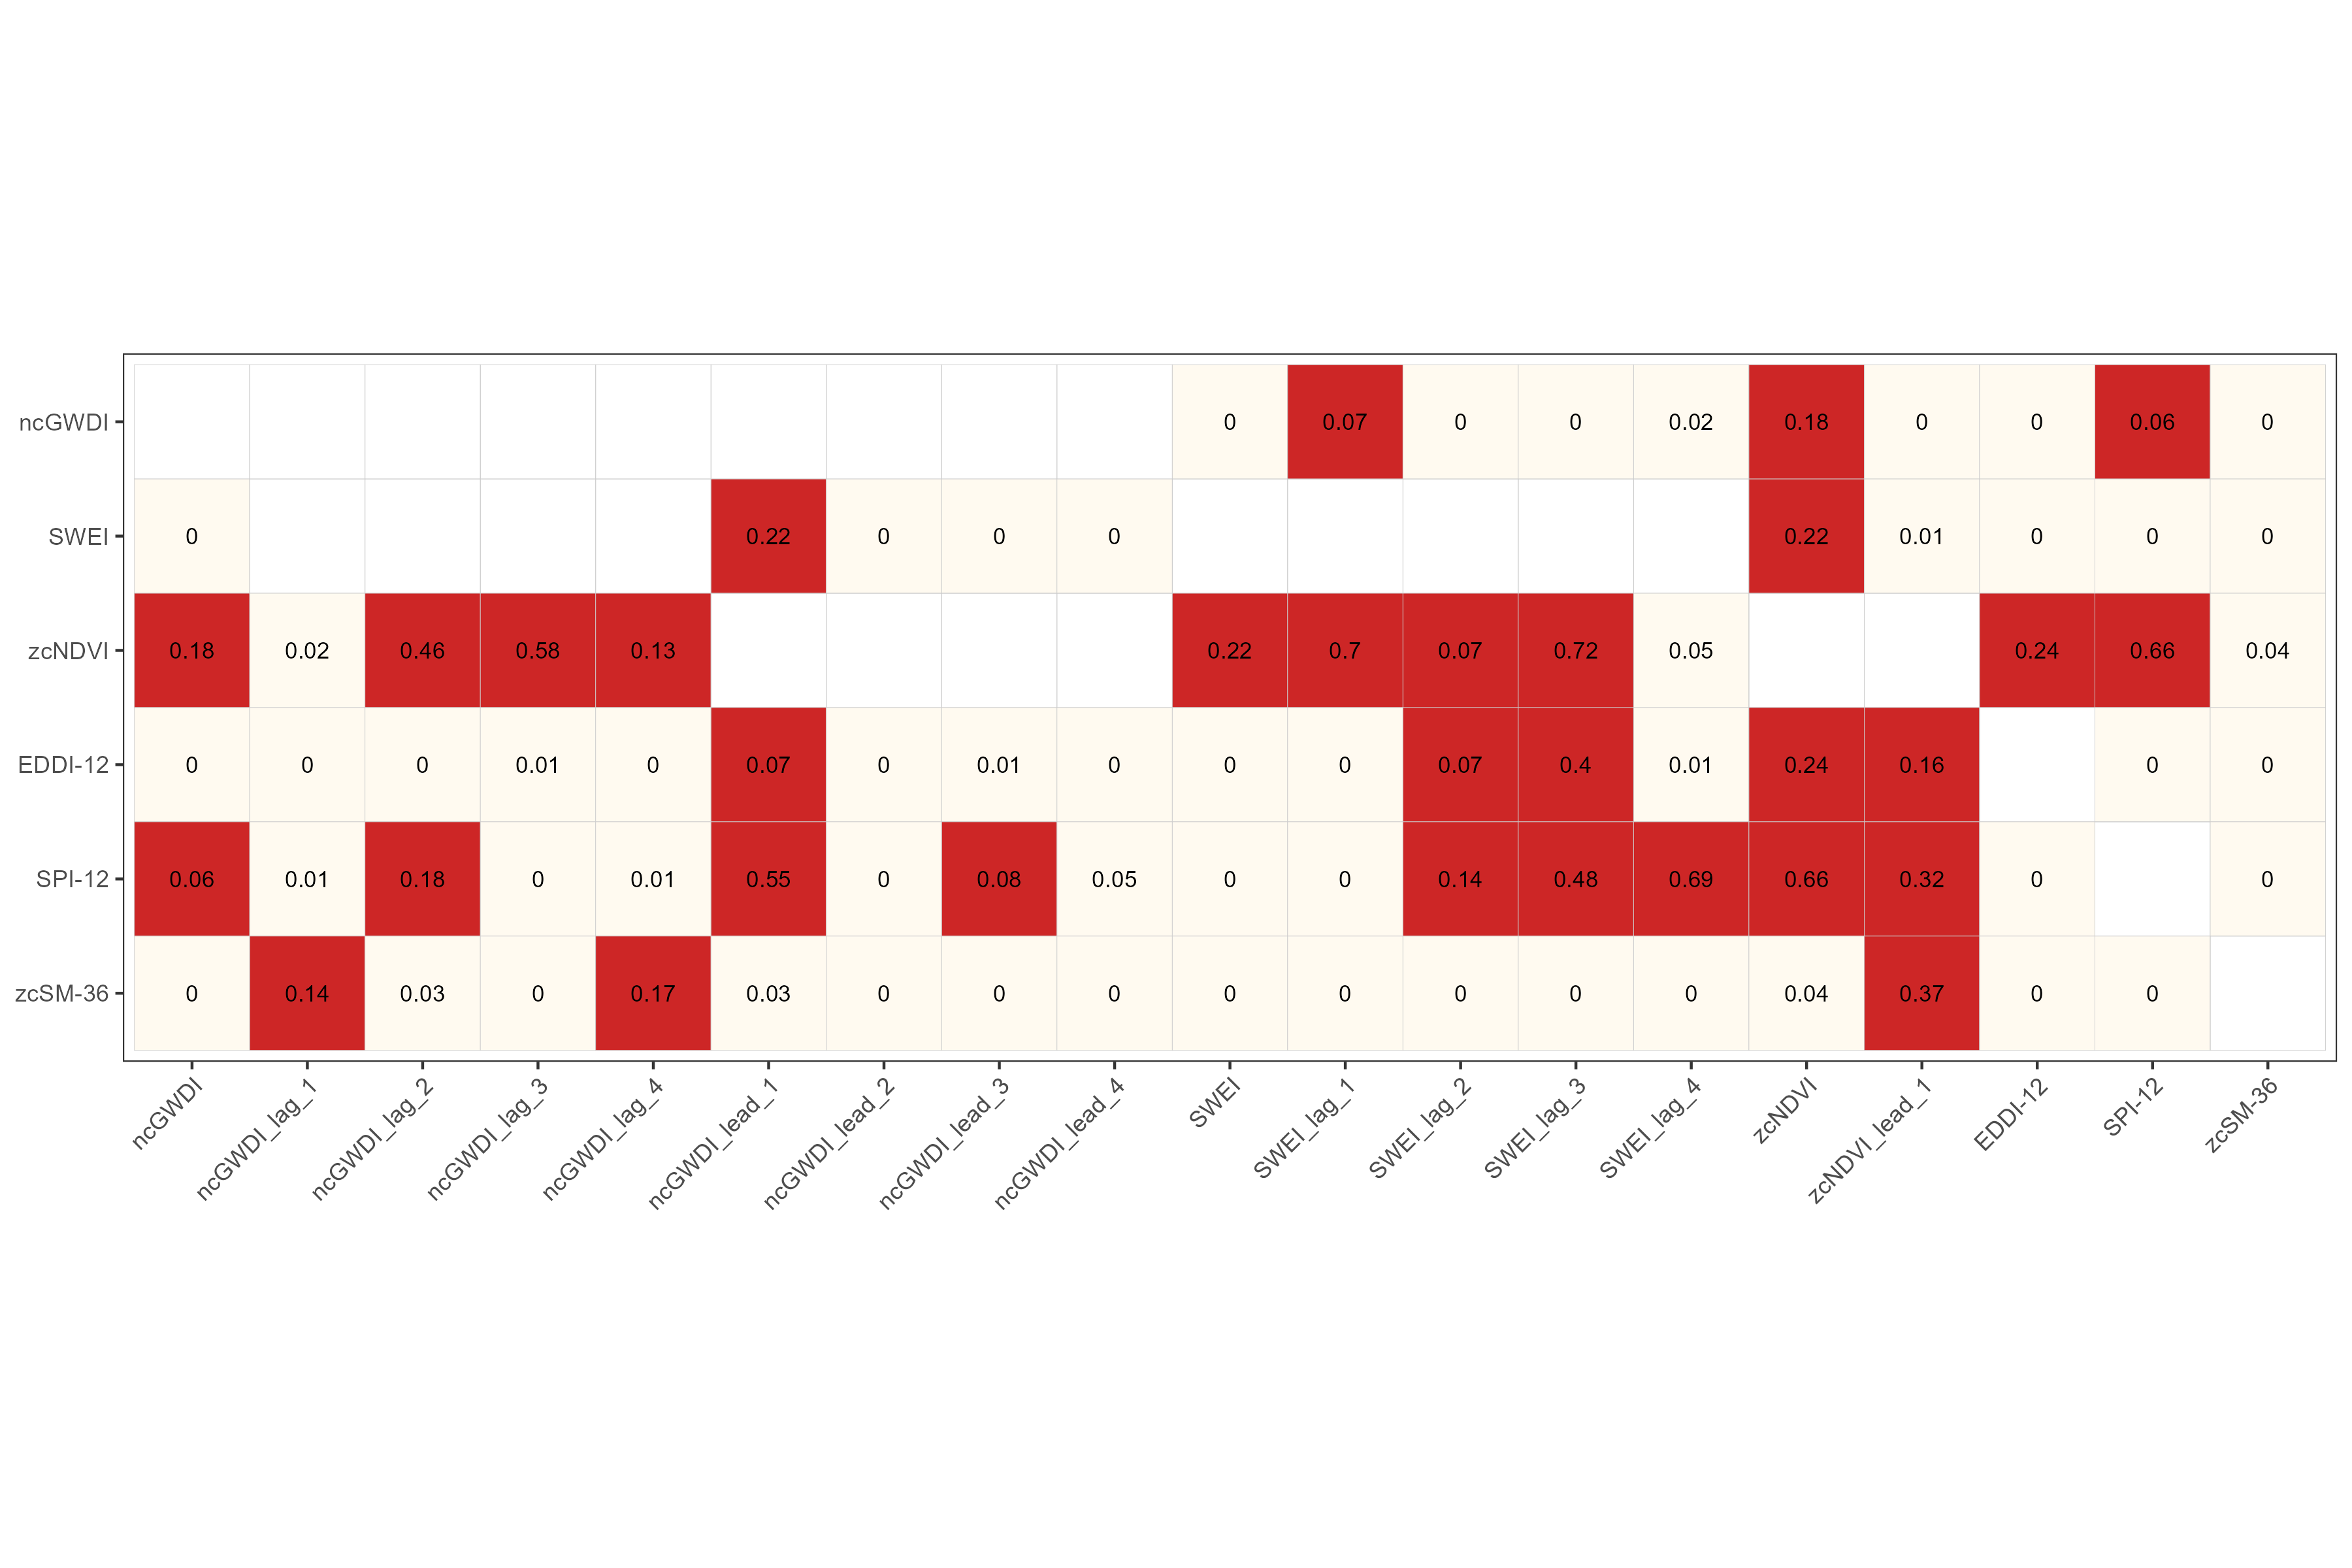 ncGWDI 0 0.07 0 0 0.02 0.18 0 0 0.06 0
SWEI 0 0.22 0 0 0 0.22 0.01 0 0 0
zcNDVI 0.18 0.02 0.46 0.58 0.13 0.22 0.7 0.07 0.72 0.05 0.24 0.66 0.04
EDDI-12 0 0 0 0.01 0 0.07 0 0.01 0 0 0 0.07 0.4 0.01 0.24 0.16 0 0
SPI-12 0.06 0.01 0.18 0 0.01 0.55 0 0.08 0.05 0 0 0.14 0.48 0.69 0.66 0.32 0 0
zcSM-36 0 0.14 0.03 0 0.17 0.03 0 0 0 0 0 0 0 0 0.04 0.37 0 0
ncGWDI
ncGWDI_lag_1
ncGWDI_lag_2
ncGWDI_lag_3
ncGWDI_lag_4
ncGWDI_lead_1
ncGWDI_lead_2
ncGWDI_lead_3
ncGWDI_lead_4
SWEI
SWEI_lag_1
SWEI_lag_2
SWEI_lag_3
SWEI_lag_4
zcNDVI
zcNDVI_lead_1
EDDI-12
SPI-12
zcSM-36